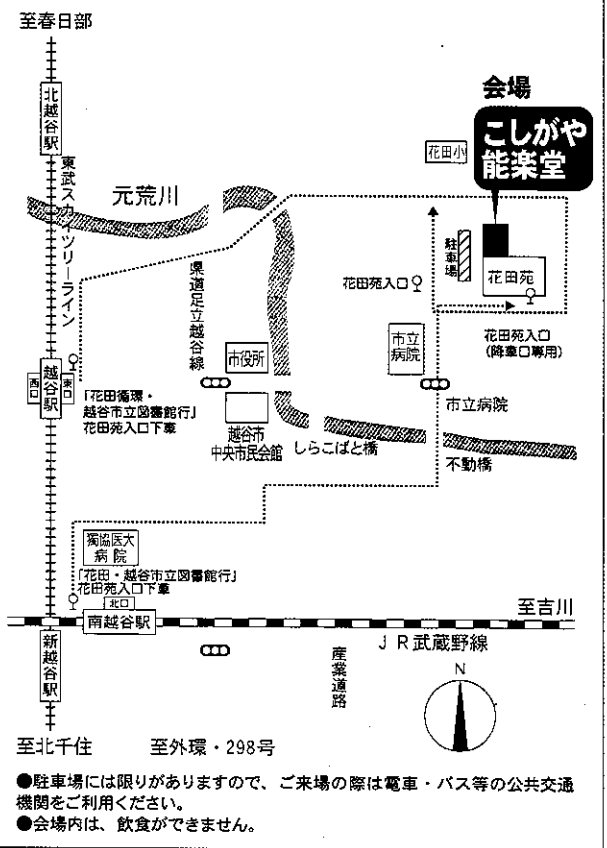 至春日部
北越谷駅
東武スカイツリーライン
元荒川
会場
こしがや
能楽堂
花田小
駐車場
花田苑
花田苑入口
花田苑入口
(降車口専用)
県道足立越谷線
市役所
市立
病院
市立病院
越谷駅
西口
東口
「花田循環・
越谷市立図書館行」
花田苑入口下車
越谷市
中央市民会館
しらこばと橋
不動橋
獨協医大
病院
「花田・越谷市立図書館行」
花田苑入口下車
北口
南越谷駅
至吉川
JR武蔵野線
新越谷駅
産業道路
N
至北千住
至外環・298号
●駐車場には限りがありますので、ご来場の際は電車・バス等の公共交通
機関をご利用ください。
●会場内は、飲食ができません。